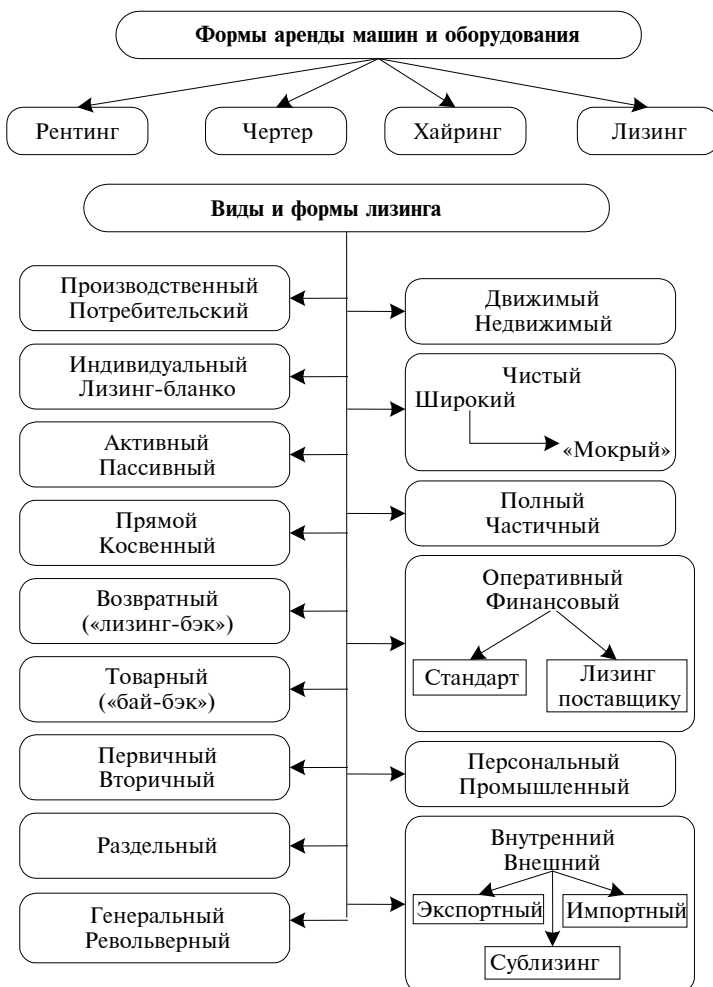 Формы аренды машин и оборудования
Рентинг
Чертер
Хайринг
Лизинг
Виды и формы лизинга
Производственный
Потребительский
Индивидуальный
Лизинг-бланко
Активный
Пассивный
Прямой
Косвенный
Возвратный
(«лизинг-бэк»)
Товарный
(«бай-бэк»)
Первичный
Вторичный
Раздельный
Генеральный
Револьверный
Движимый
Недвижимый
Чистый
Широкий
«Мокрый»
Полный
Частичный
Оперативный
Финансовый
Стандарт
Лизинг
поставщику
Персональный
Промышленный
Внутренний
Внешний
Экспортный
Импортный
Сублизинг